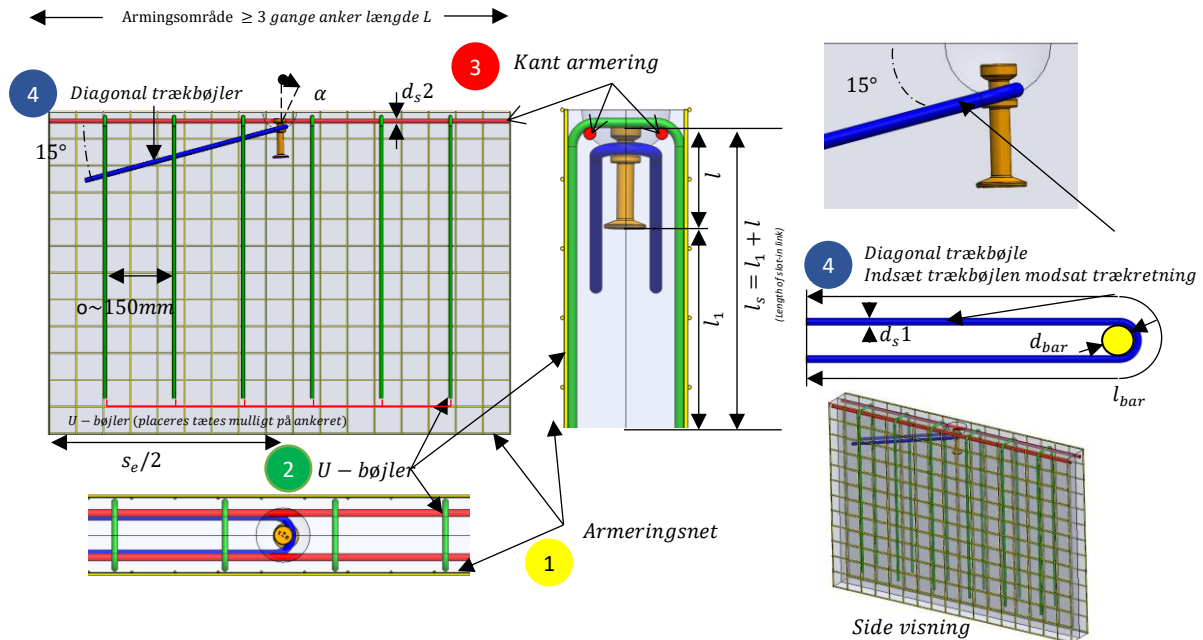 Armingsområde ≥ 3 gange anker længde L
4
Diagonal trækbøjler
α
d_s2
15°
o~150mm
U − bøjler (placeres tætes mulligt på ankeret)
s_e/2
3
Kant armering
l
l_1
l_s = l_1 + l
(Length of slot-in link)
2
U − bøjler
Armeringsnet
1
15°
4
Diagonal trækbøjle
Indsæt trækbøjlen modsat trækretning
d_s1
d_bar
l_bar
Side visning